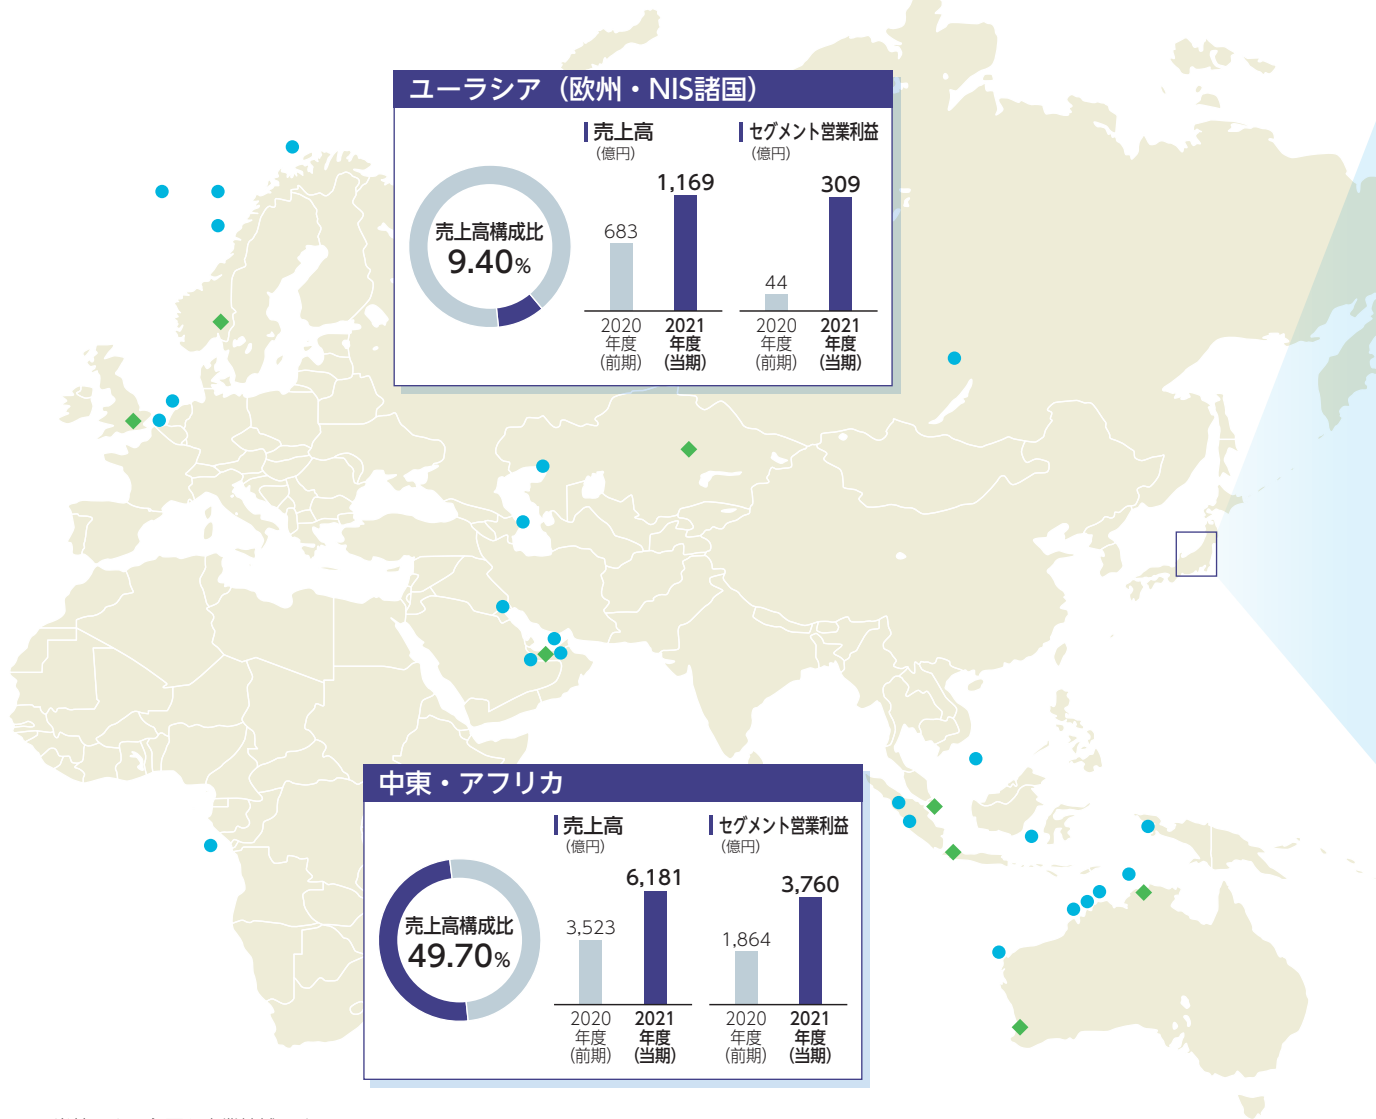 ユーラシア（欧州・NIS諸国）
売上高構成比
9.40%
売上高
（億円）
683
1,169
2020
年度
（前期）
2021
年度
（当期）
セグメント営業利益
（億円）
44
309
2020
年度
（前期）
2021
年度
（当期）
中東・アフリカ
売上高構成比
49.70%
売上高
（億円）
3,523
6,181
2020
年度
（前期）
2021
年度
（当期）
セグメント営業利益
（億円）
1,864
3,760
2020
年度
（前期）
2021
年度
（当期）